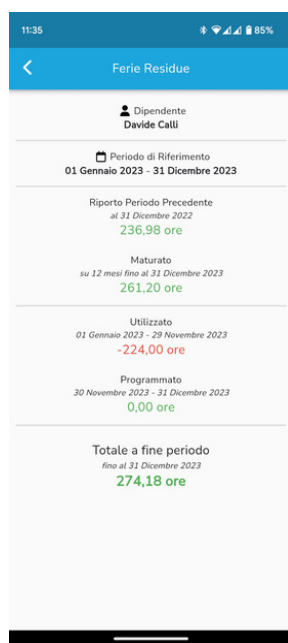 11:35
85%
Ferie Residue
Dipendente
Davide Calli
Periodo di Riferimento
01 Gennaio 2023 - 31 Dicembre 2023
Riporto Periodo Precedente
al 31 Dicembre 2022
236,98 ore
Maturato
su 12 mesi fino al 31 Dicembre 2023
261,20 ore
Utilizzato
01 Gennaio 2023 - 29 Novembre 2023
-224,00 ore
Programmato
30 Novembre 2023 - 31 Dicembre 2023
0,00 ore
Totale a fine periodo
fino al 31 Dicembre 2023
274,18 ore